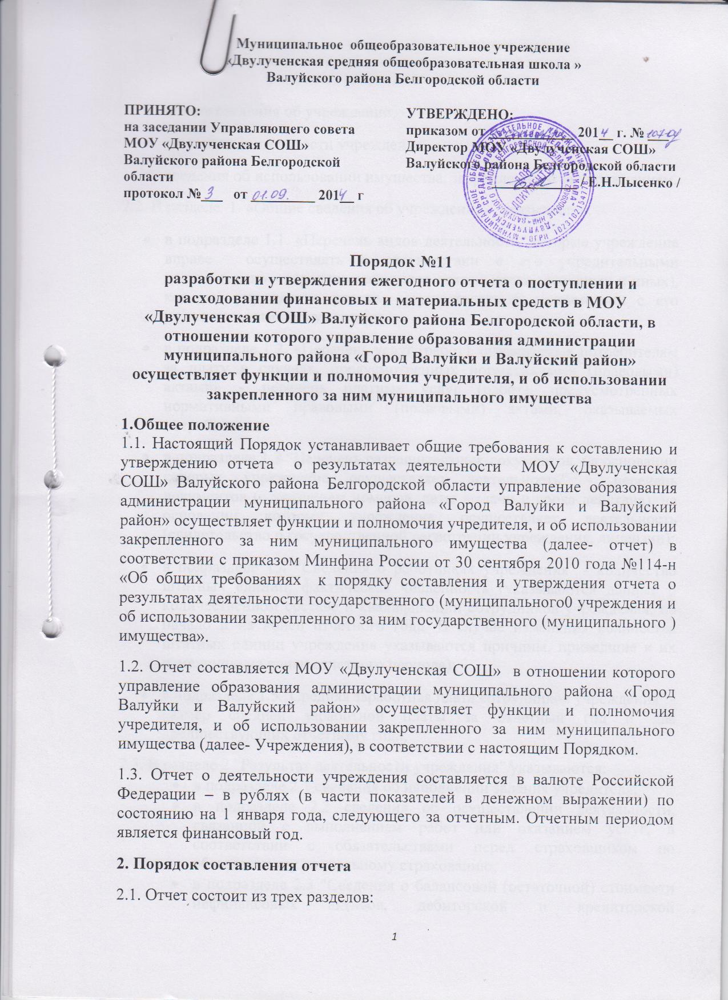 Муниципальное общеобразовательное учреждение
«Двулученская средняя общеобразовательная школа »
Валуйского района Белгородской области
ПРИНЯТО:
на заседании Управляющего совета
МОУ «Двулученская СОШ»
Валуйского района Белгородской
области
протокол № 3 от 01.09. 2014 г
УТВЕРЖДЕНО:
приказом от 2014 г. № 107-од
Директор МОУ «Двулученская СОШ»
Валуйского района Белгородской области
/ Е.Н.Лысенко /
ДЛЯ
ДОКУМЕНТОВ
ОГРН 1023102154778
ИНН 3126009482
Порядок №11
разработки и утверждения ежегодного отчета о поступлении и
расходовании финансовых и материальных средств в МОУ
«Двулученская СОШ» Валуйского района Белгородской области, в
отношении которого управление образования администрации
муниципального района «Город Валуйки и Валуйский район»
осуществляет функции и полномочия учредителя, и об использовании
закрепленного за ним муниципального имущества
1.Общее положение
1.1. Настоящий Порядок устанавливает общие требования к составлению и
утверждению отчета о результатах деятельности МОУ «Двулученская
СОШ» Валуйского района Белгородской области управление образования
администрации муниципального района «Город Валуйки и Валуйский
район» осуществляет функции и полномочия учредителя, и об использовании
закрепленного за ним муниципального имущества (далее- отчет) в
соответствии с приказом Минфина России от 30 сентября 2010 года №114-н
«Об общих требованиях к порядку составления и утверждения отчета о
результатах деятельности государственного (муниципального0 учреждения и
об использовании закрепленного за ним государственного (муниципального )
имущества».
1.2. Отчет составляется МОУ «Двулученская СОШ» в отношении которого
управление образования администрации муниципального района «Город
Валуйки и Валуйский район» осуществляет функции и полномочия
учредителя, и об использовании закрепленного за ним муниципального
имущества (далее- Учреждения), в соответствии с настоящим Порядком.
1.3. Отчет о деятельности учреждения составляется в валюте Российской
Федерации – в рублях (в части показателей в денежном выражении) по
состоянию на 1 января года, следующего за отчетным. Отчетным периодом
является финансовый год.
2. Порядок составления отчета
2.1. Отчет состоит из трех разделов:
1